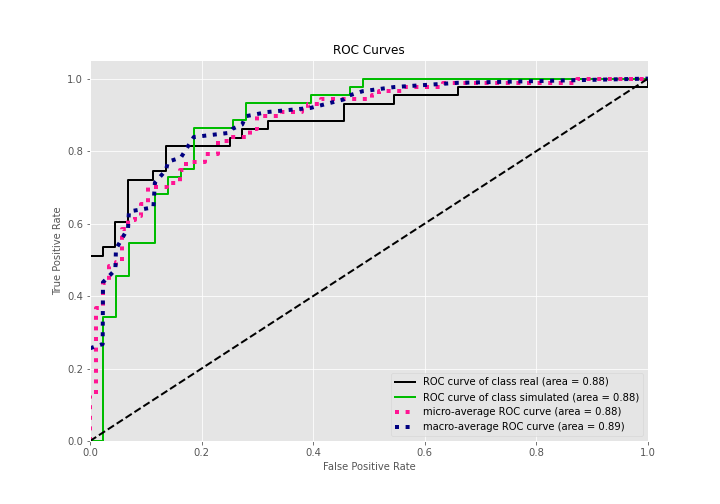 ROC Curves
True Positive Rate
1.0
0.8
0.6
0.4
0.2
0.0
0.0 0.2 0.4 0.6 0.8 1.0
False Positive Rate
ROC curve of class real (area = 0.88)
ROC curve of class simulated (area = 0.88)
micro-average ROC curve (area = 0.88)
macro-average ROC curve (area = 0.89)